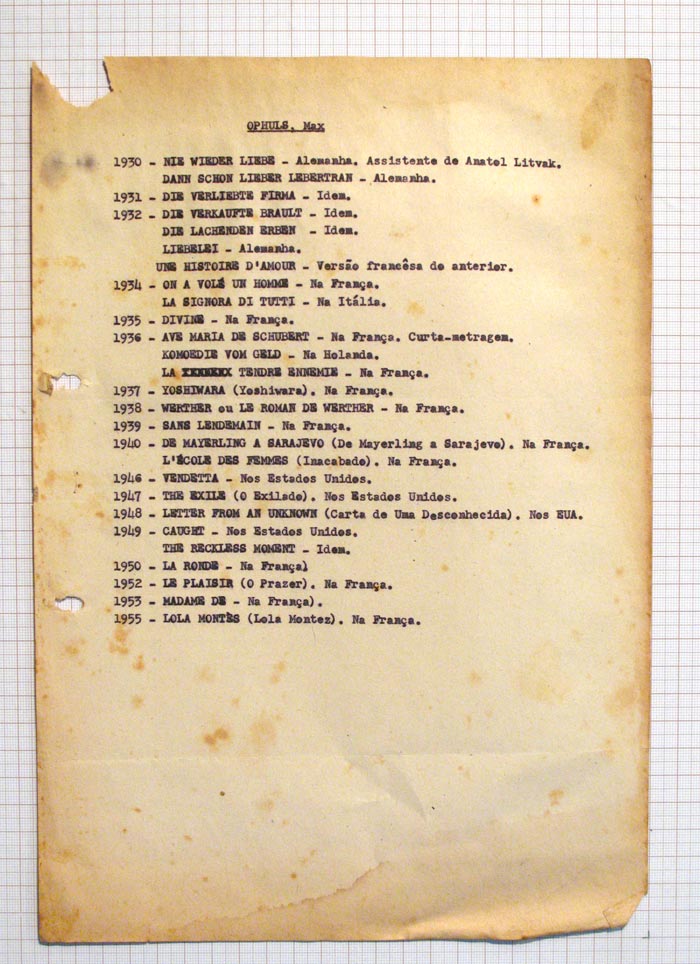 OPHULS, Max
1930 - NIE WIEDER LIEBE - Alemanha. Assistente de Anatol Litvak.
DANN SCHON LIEBER LEBERTRAN - Alemanha.
1931 - DIE VERLIEBTE FIRMA - Idem.
1932 - DIE VERKAUFTE BRAULT - Idem.
DIE LACHENDEN ERBEN - Idem.
LIEBELEI - Alemanha.
UNE HISTOIRE D'AMOUR - Versão francêsa do anterior.
1934 - ON A VOLÉ UN HOMME - Na França.
LA SIGNORA DI TUTTI - Na Itália.
1935 - DIVINE - Na França.
1936 - AVE MARIA DE SCHUBERT - Na França. Curta-metragem.
KOMOEDIE VOM GELD - Na Holanda.
LA TENDRE ENNEMIE - Na França.
1937 - YOSHIWARA (Yoshiwara). Na França.
1938 - WERTHER ou LE ROMAN DE WERTHER - Na França.
1939 - SANS LENDEMAIN - Na França.
1940 - DE MAYERLING A SARAJEVO (De Mayerling a Sarajevo). Na França.
L'ÉCOLE DES FEMMES (Inacabado). Na França.
1946 - VENDETTA - Nos Estados Unidos.
1947 - THE EXILE (O Exilado). Nos Estados Unidos.
1948 - LETTER FROM AN UNKNOWN (Carta de Uma Desconhecida). Nos EUA.
1949 - CAUGHT - Nos Estados Unidos.
THE RECKLESS MOMENT - Idem.
1950 - LA RONDE - Na França)
1952 - LE PLAISIR (O Prazer). Na França.
1953 - MADAME DE - Na França).
1955 - LOLA MONTÈS (Lola Montez). Na França.